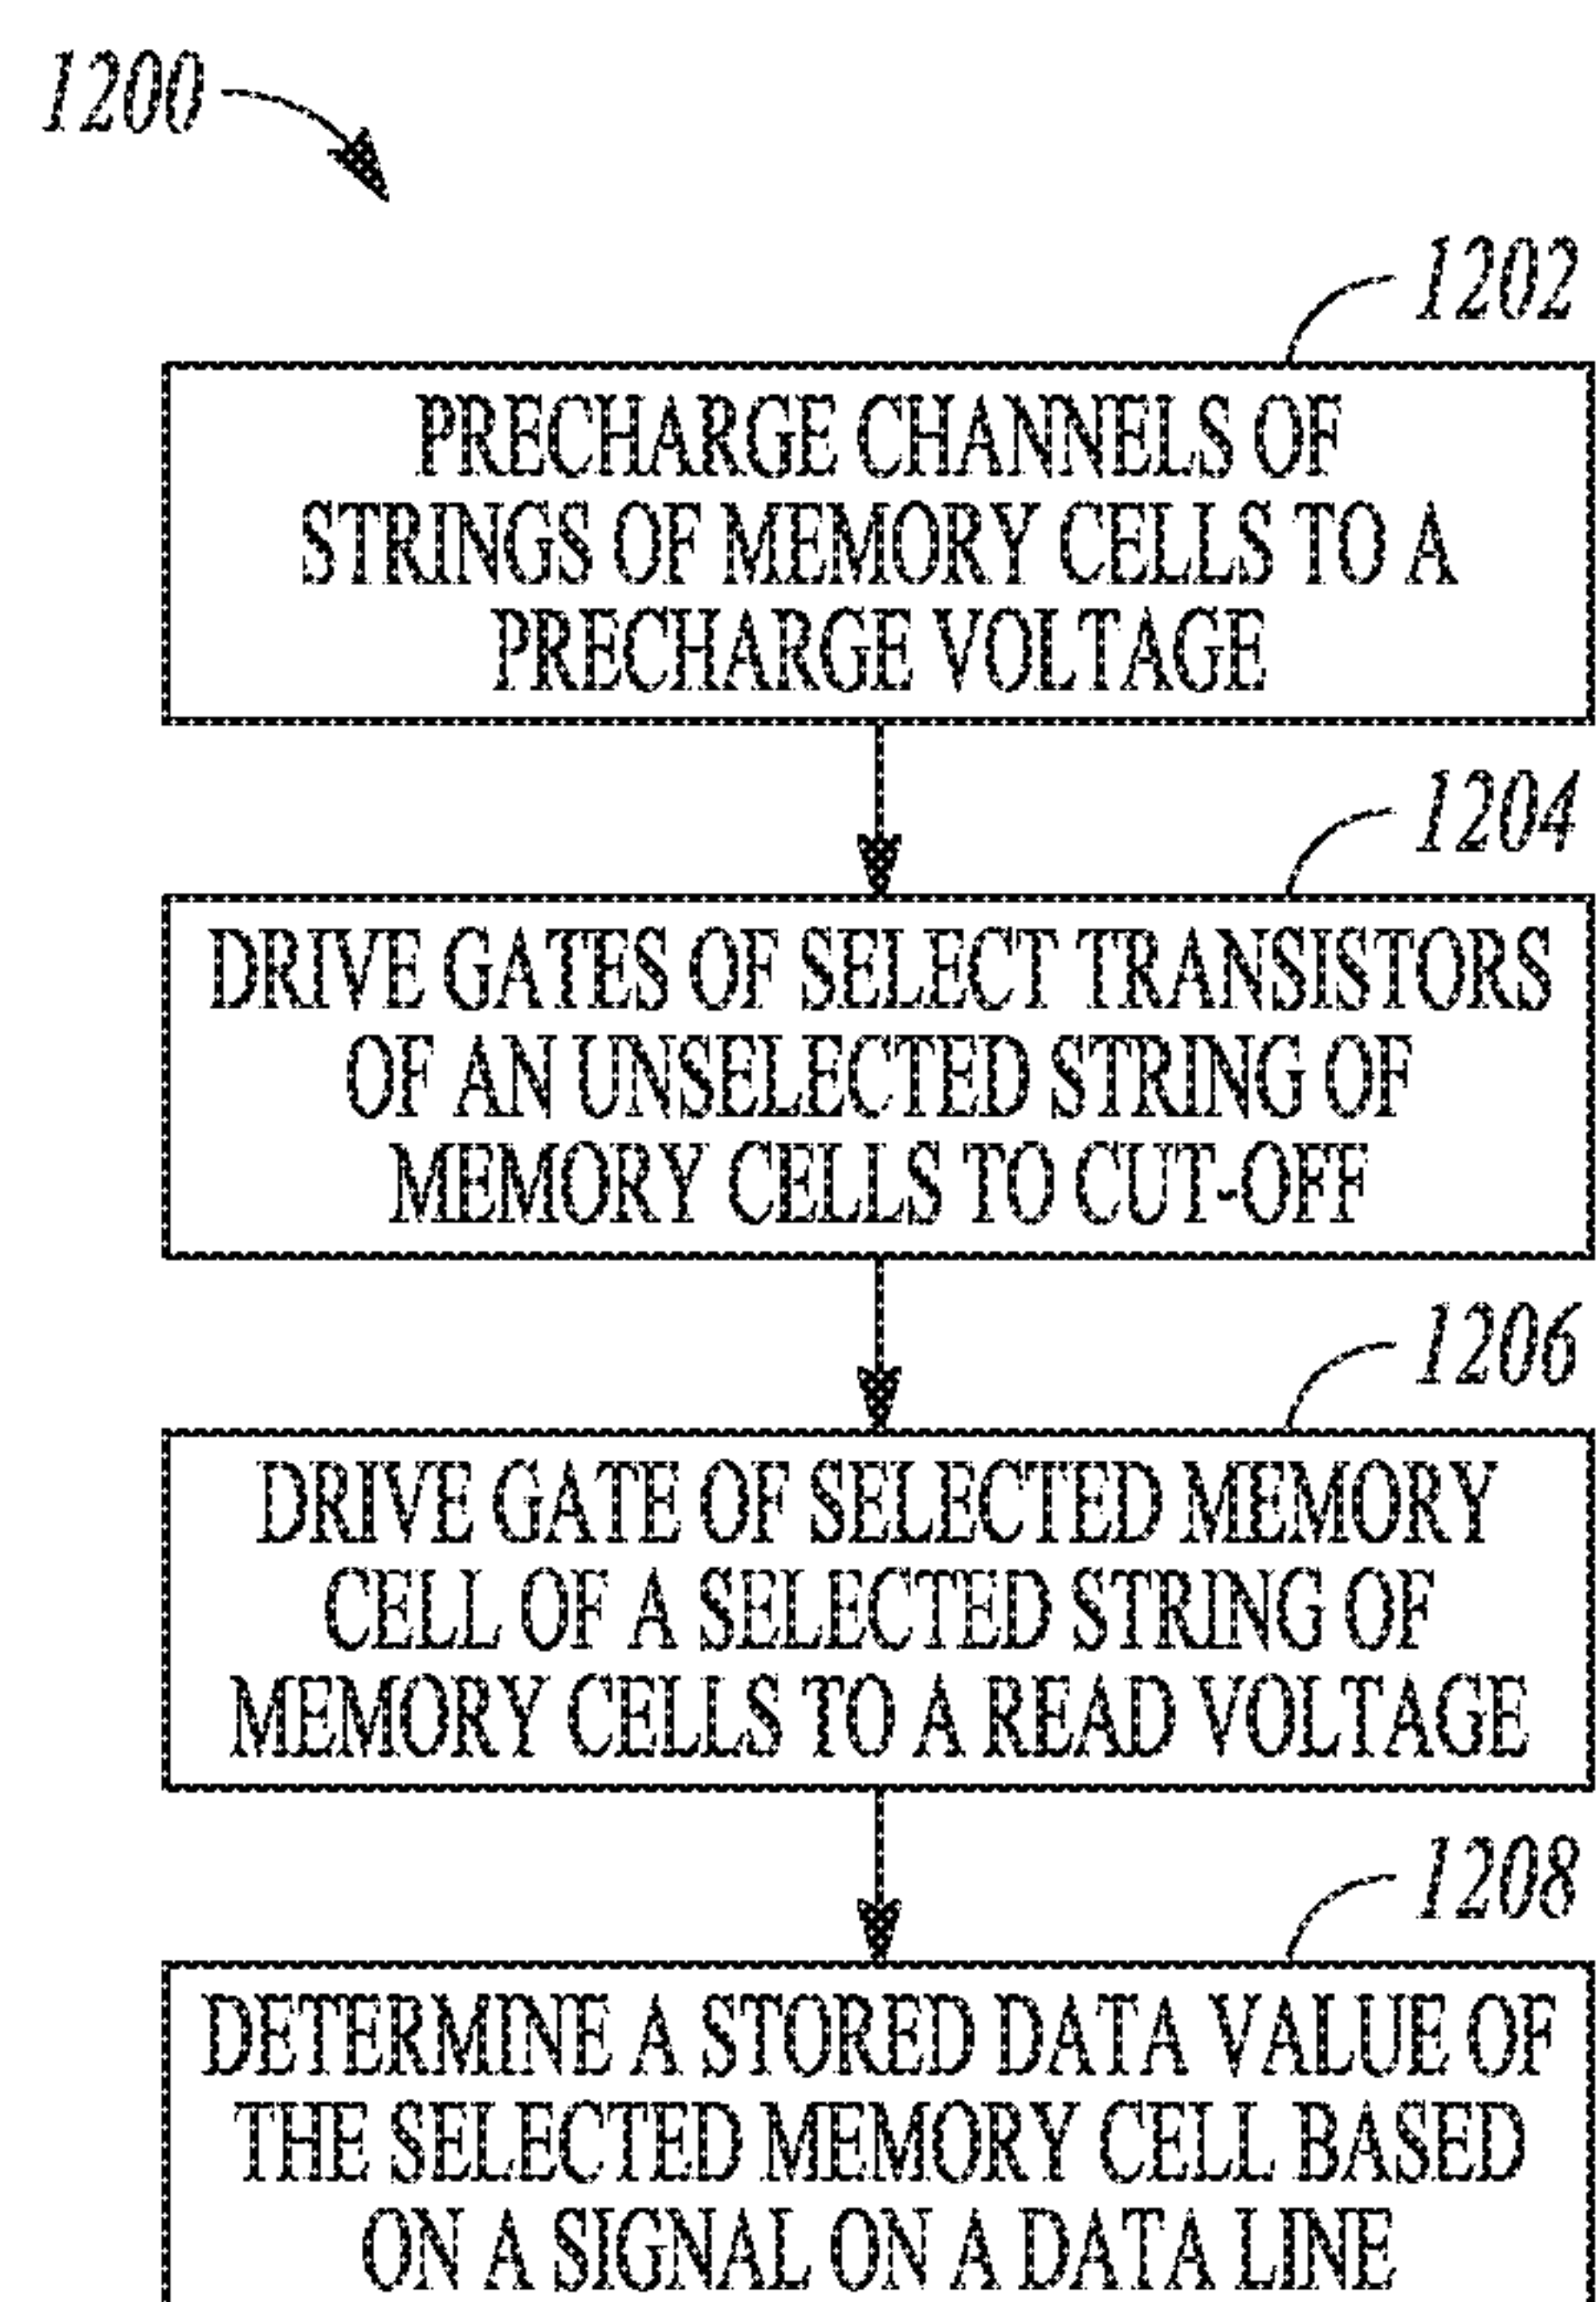 1200
1202
PRECHARGE CHANNELS OF
STRINGS OF MEMORY CELLS TO A
PRECHARGE VOLTAGE
1204
DRIVE GATES OF SELECT TRANSISTORS
OF AN UNSELECTED STRING OF
MEMORY CELLS TO CUT-OFF
1206
DRIVE GATE OF SELECTED MEMORY
CELL OF A SELECTED STRING OF
MEMORY CELLS TO A READ VOLTAGE
1208
DETERMINE A STORED DATA VALUE OF
THE SELECTED MEMORY CELL BASED
ON A SIGNAL ON A DATA LINE